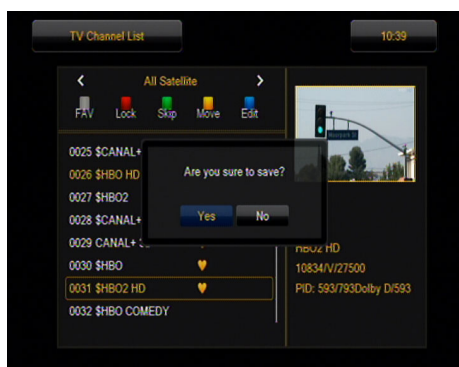 TV Channel List
10:39
All Satellite
FAV Lock Skip Move Edit
0025 $CANAL+
0026 $HBO HD
0027 $HBO2
0028 $CANAL+
0029 CANAL+
0030 $HBO
0031 $HBO2 HD
0032 $HBO COMEDY
Are you sure to save?
Yes No
HBO2 HD
10834/V/27500
PID: 593/793Dolby D/593